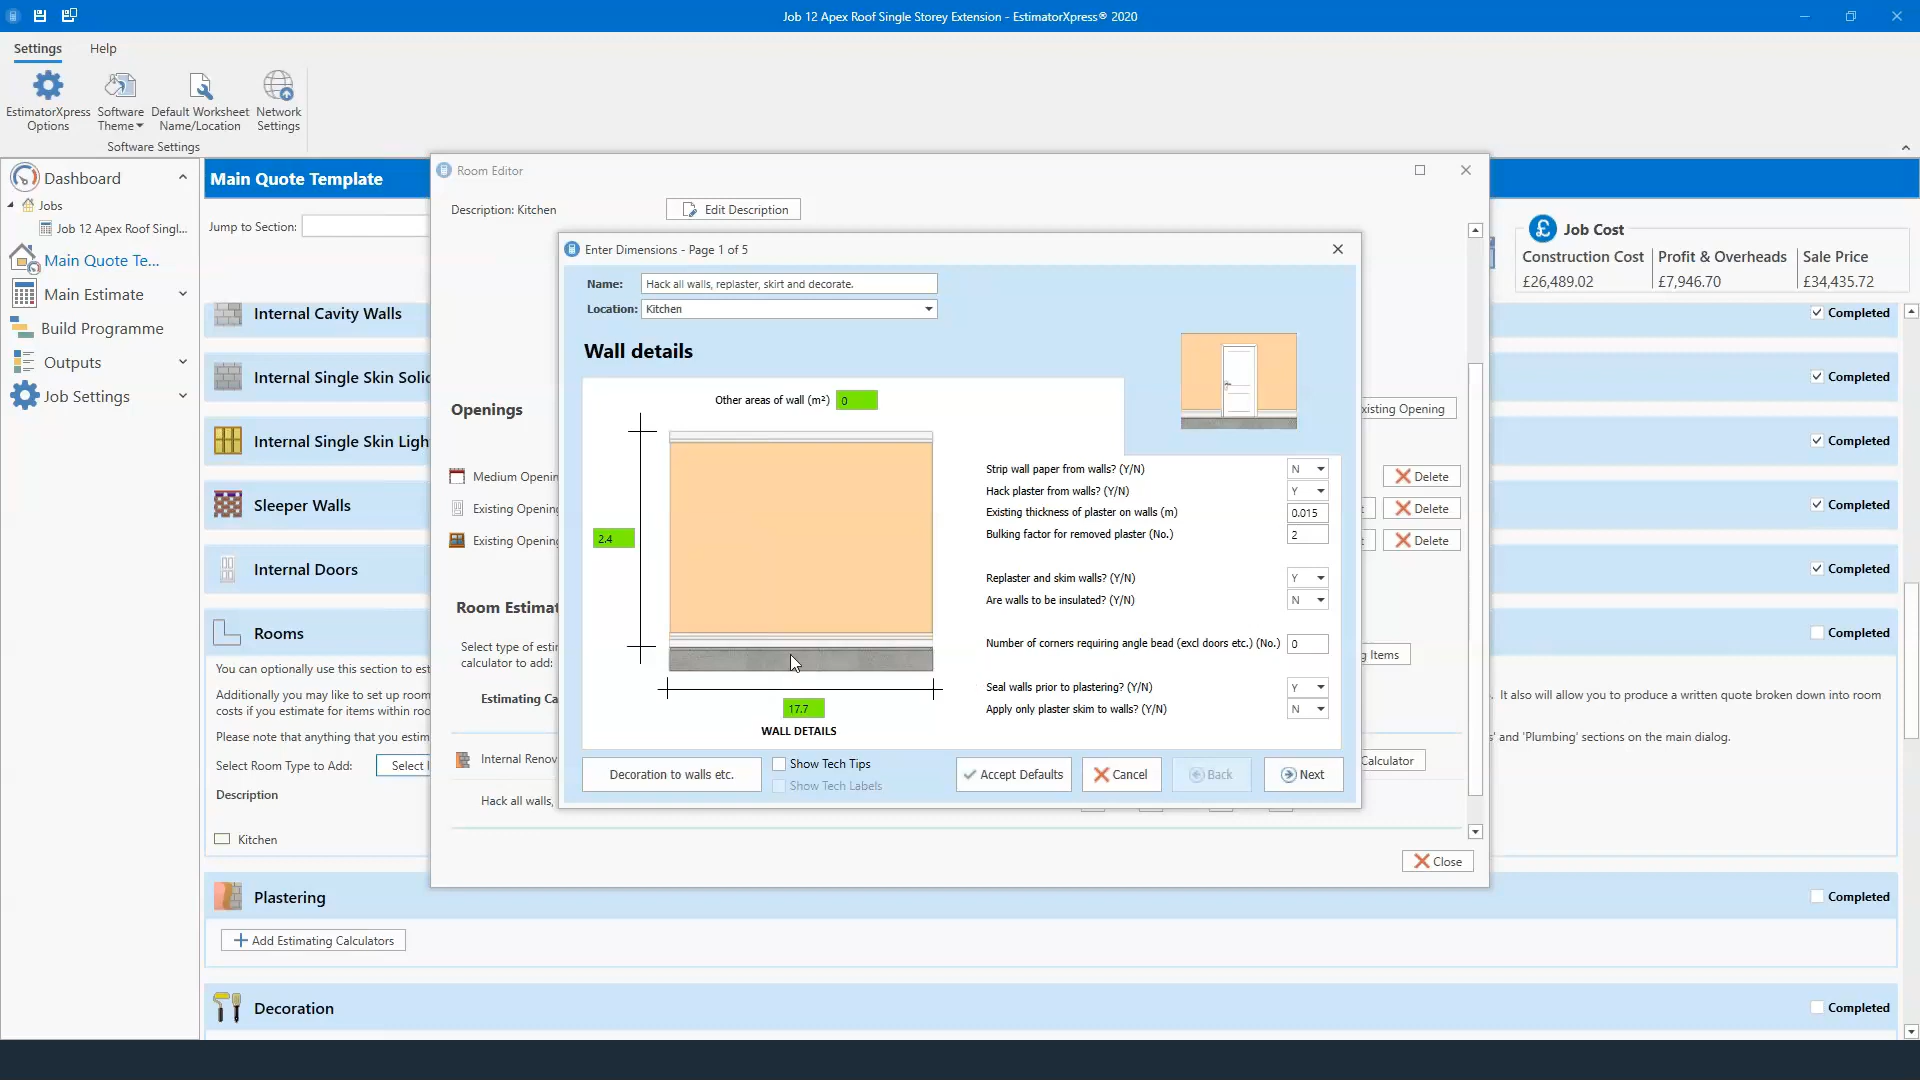 Job 12 Apex Roof Single Storey Extension - EstimatorXpress® 2020
Settings
Help
EstimatorXpress
Options
Software
Theme
Default Worksheet
Name/Location
Network
Settings
Software Settings
Dashboard
Jobs
Job 12 Apex Roof Singl...
Main Quote Te...
Main Estimate
Build Programme
Outputs
Job Settings
Main Quote Template
Jump to Section:
Job Cost
Construction Cost
Profit & Overheads
Sale Price
£26,489.02
£7,946.70
£34,435.72
Internal Cavity Walls
Completed
Internal Single Skin Solid
Completed
Internal Single Skin Ligh
Completed
Sleeper Walls
Completed
Internal Doors
Completed
Rooms
Completed
You can optionally use this section to est
Additionally you may like to set up room
. It also will allow you to produce a written quote broken down into room
costs if you estimate for items within roo
Please note that anything that you estim
s' and 'Plumbing' sections on the main dialog.
Select Room Type to Add:
Select
Description
Kitchen
Plastering
Completed
Add Estimating Calculators
Decoration
Completed
Room Editor
Description: Kitchen
Edit Description
Openings
xisting Opening
Medium Openin
Delete
Existing Opening
t
Delete
Existing Opening
t
Delete
Room Estimat
Select type of estin
calculator to add:
g Items
Estimating Ca
Internal Renov
Calculator
Hack all walls,
Close
Enter Dimensions - Page 1 of 5
Name:
Hack all walls, replaster, skirt and decorate.
Location:
Kitchen
Wall details
Other areas of wall (m²)
0
2.4
17.7
WALL DETAILS
Strip wall paper from walls? (Y/N)
N
Hack plaster from walls? (Y/N)
Y
Existing thickness of plaster on walls (m)
0.015
Bulking factor for removed plaster (No.)
2
Replaster and skim walls? (Y/N)
Y
Are walls to be insulated? (Y/N)
N
Number of corners requiring angle bead (excl doors etc.) (No.)
0
Seal walls prior to plastering? (Y/N)
Y
Apply only plaster skim to walls? (Y/N)
N
Decoration to walls etc.
Show Tech Tips
Show Tech Labels
Accept Defaults
Cancel
Back
Next